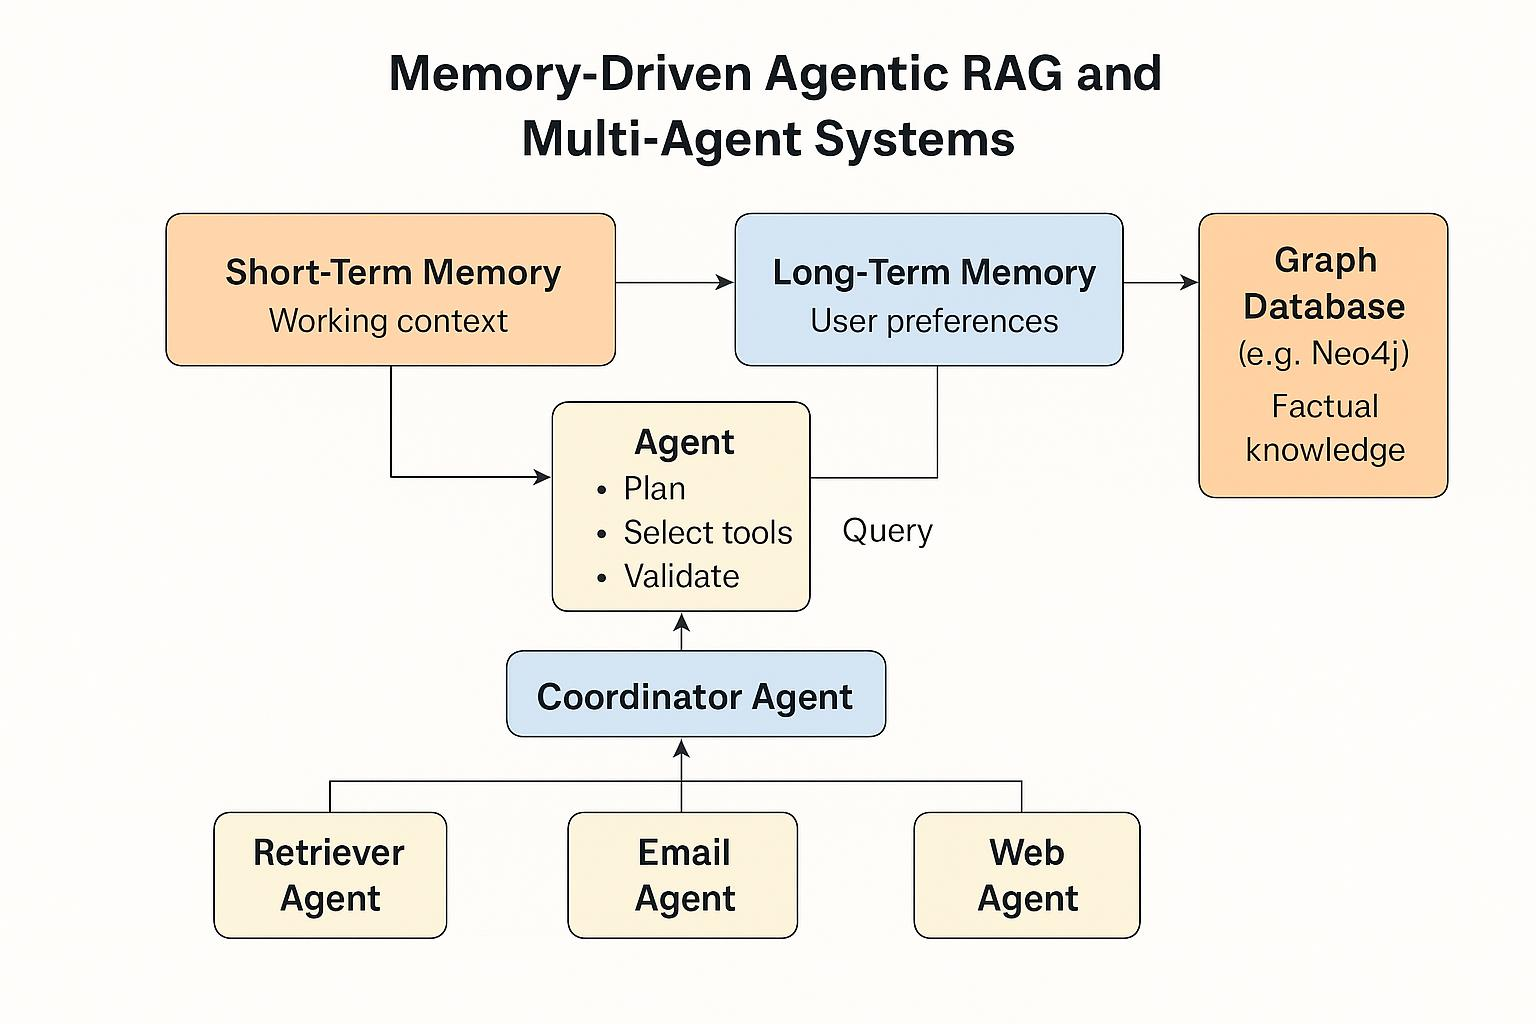 Memory-Driven Agentic RAG and
Multi-Agent Systems
Short-Term Memory
Working context
Long-Term Memory
User preferences
Graph
Database
(e.g. Neo4j)
Factual
knowledge
Agent
• Plan
• Select tools
• Validate
Query
Coordinator Agent
Retriever
Agent
Email
Agent
Web
Agent